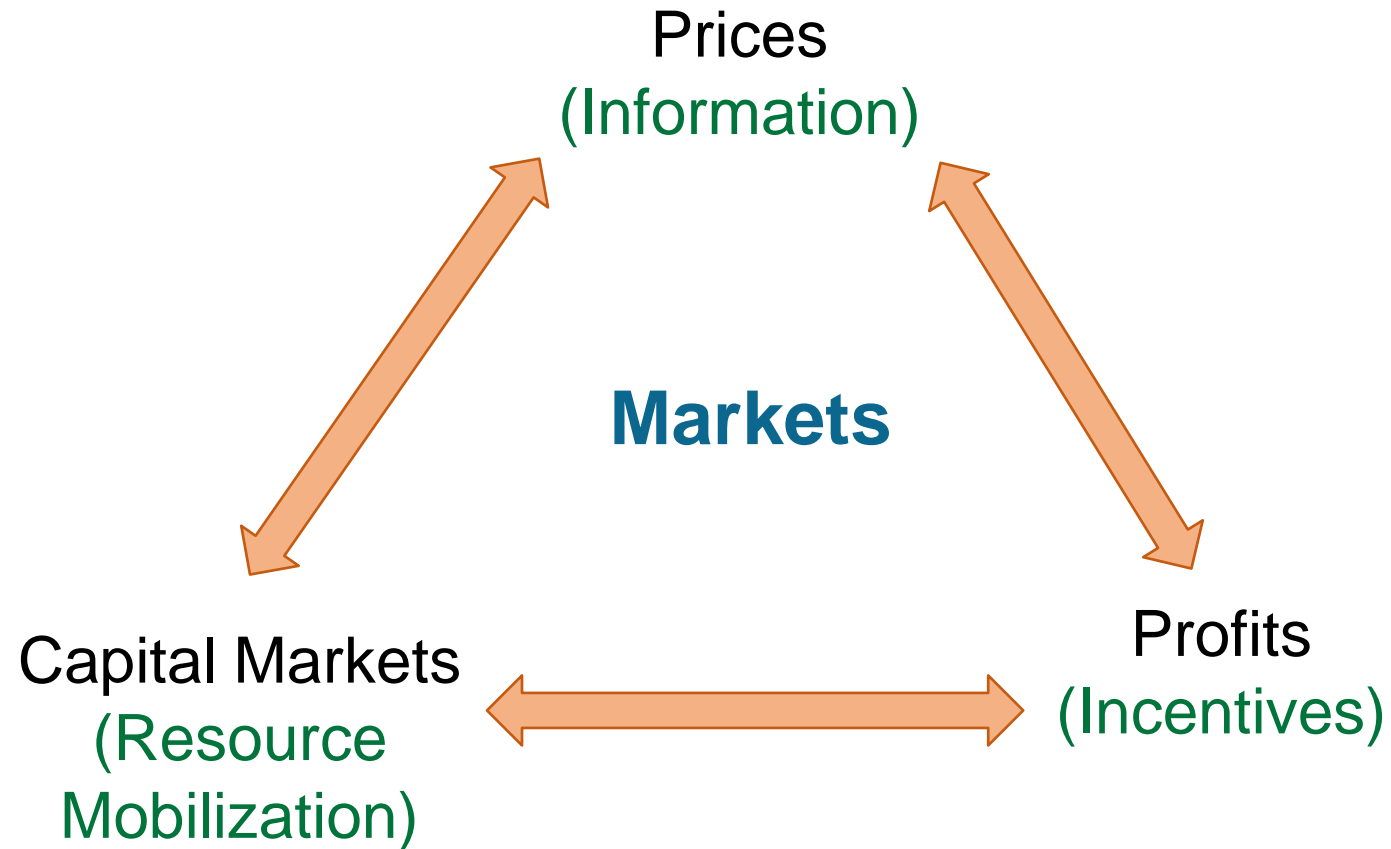 Prices
(Information)
Markets
Capital Markets
(Resource
Mobilization)
Profits
(Incentives)